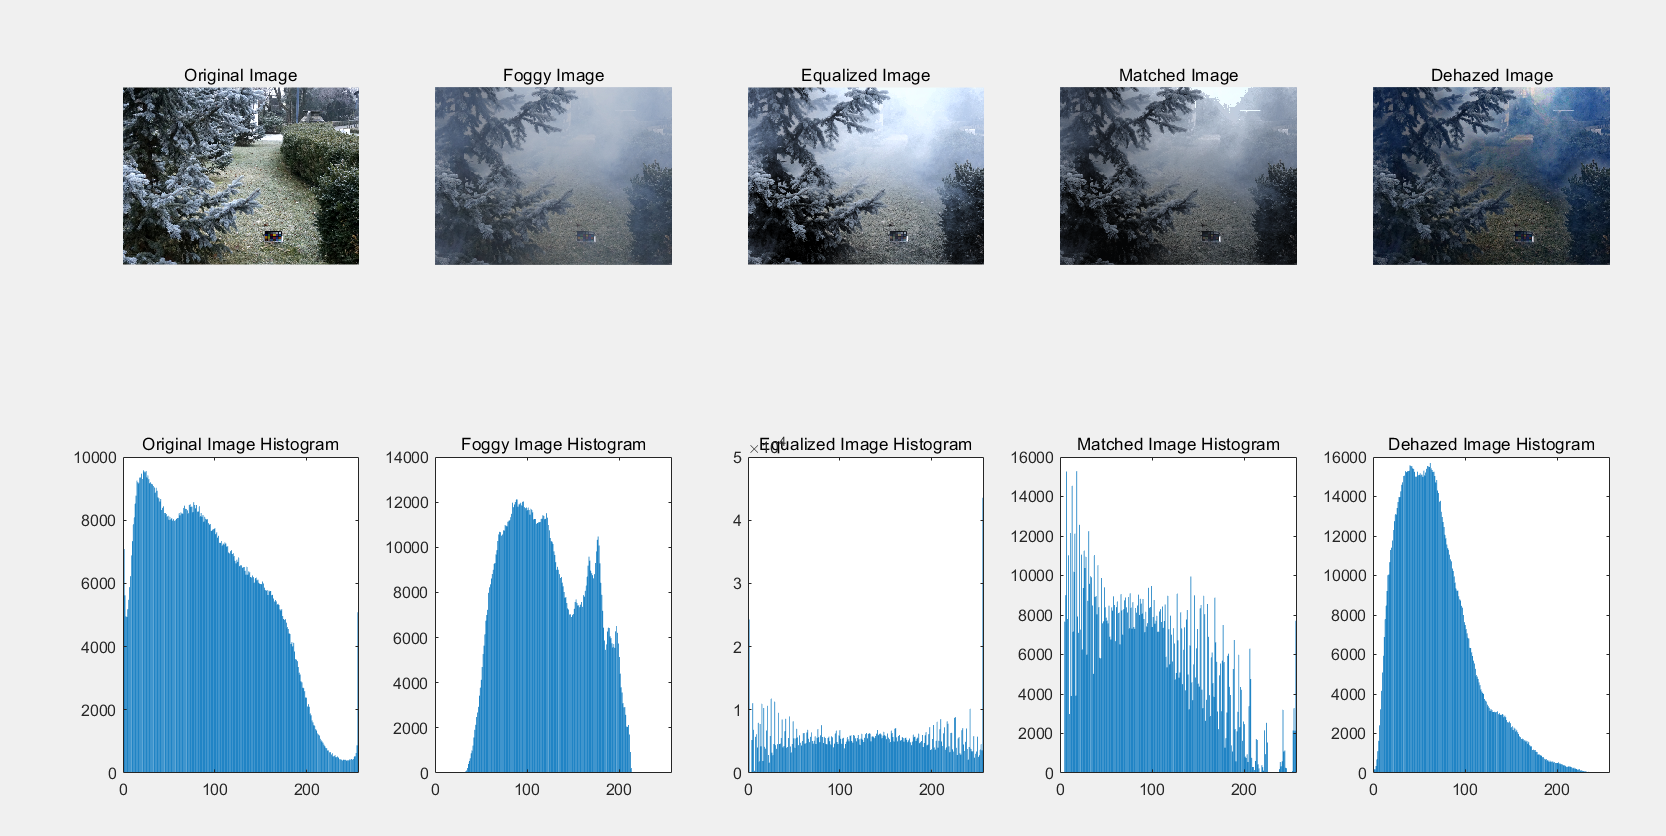 Original Image
Foggy Image
Equalized Image
Matched Image
Dehazed Image
Original Image Histogram
Foggy Image Histogram
Equalized Image Histogram
Matched Image Histogram
Dehazed Image Histogram
10000
8000
6000
4000
2000
0
0 100 200
14000
12000
10000
8000
6000
4000
2000
0
0 100 200
5
4
3
2
1
0
0 100 200
16000
14000
12000
10000
8000
6000
4000
2000
0
0 100 200
16000
14000
12000
10000
8000
6000
4000
2000
0
0 100 200